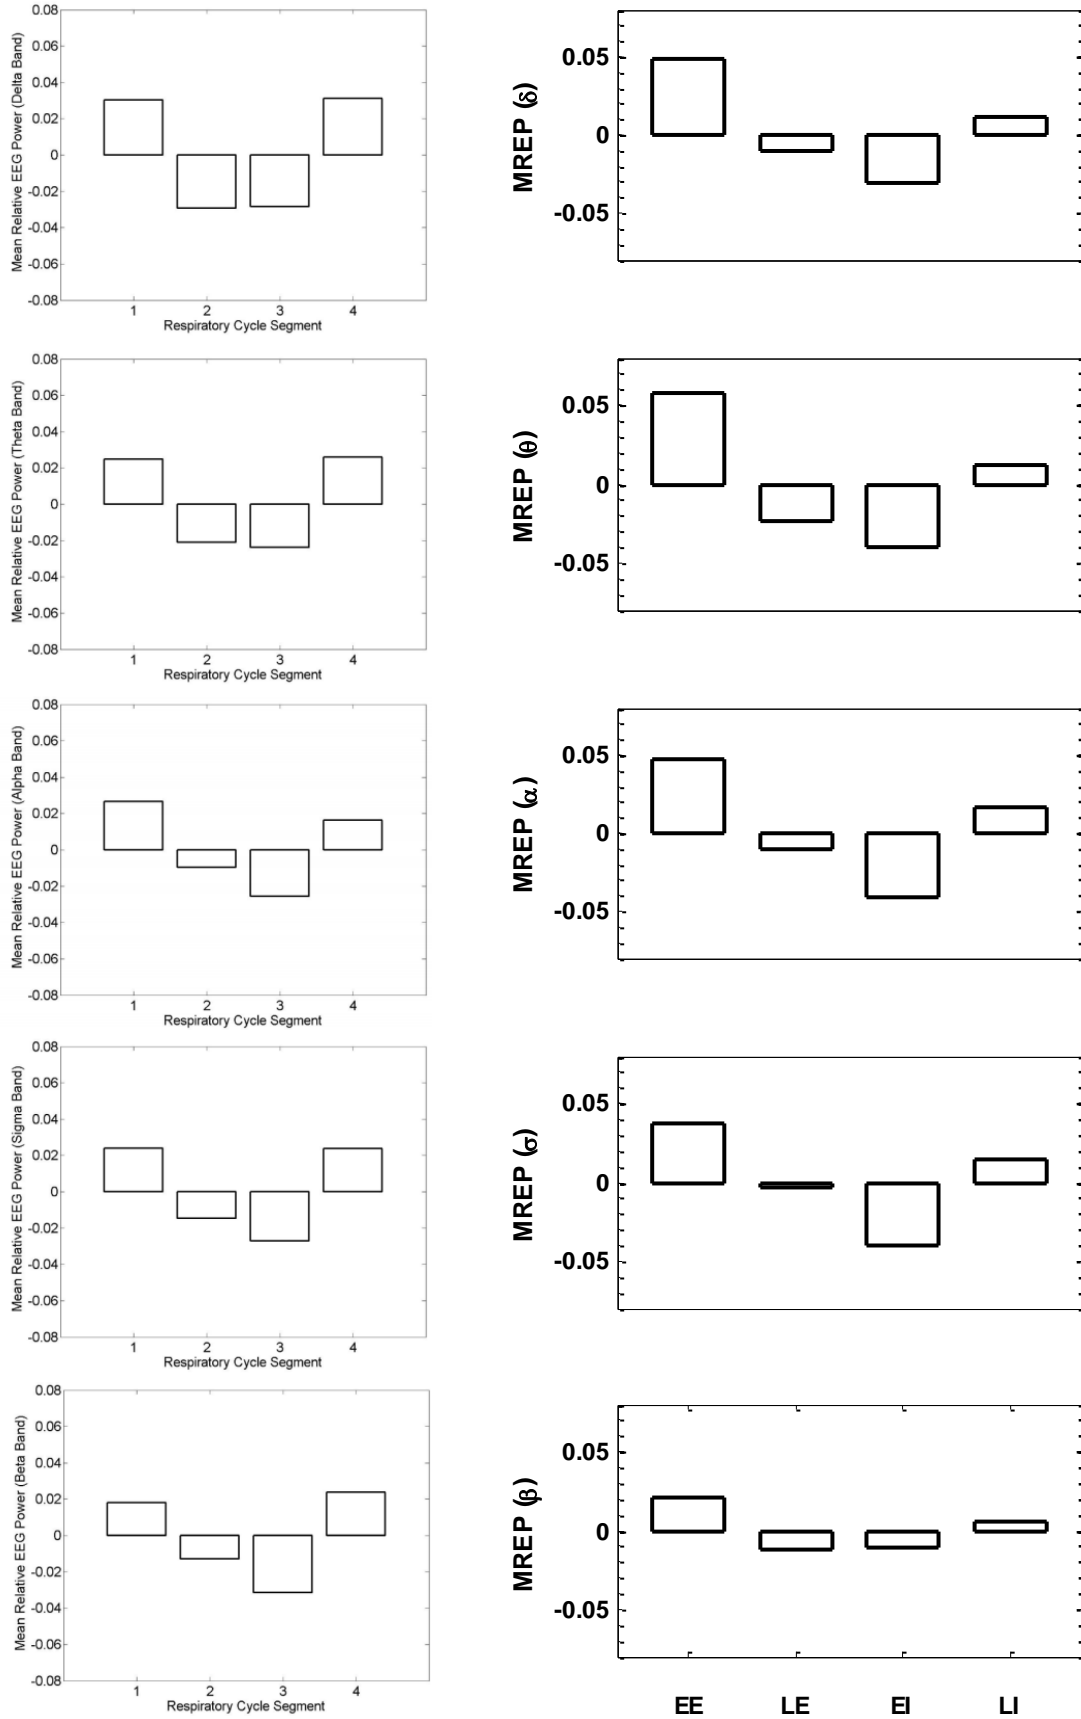 Mean Relative EEG Power (Delta Band)
0.08
0.06
0.04
0.02
0
-0.02
-0.04
-0.06
-0.08
1 2 3 4
Respiratory Cycle Segment
MREP (δ)
0.05
0
-0.05
Mean Relative EEG Power (Theta Band)
0.08
0.06
0.04
0.02
0
-0.02
-0.04
-0.06
-0.08
1 2 3 4
Respiratory Cycle Segment
MREP (θ)
0.05
0
-0.05
Mean Relative EEG Power (Alpha Band)
0.08
0.06
0.04
0.02
0
-0.02
-0.04
-0.06
-0.08
1 2 3 4
Respiratory Cycle Segment
MREP (α)
0.05
0
-0.05
Mean Relative EEG Power (Sigma Band)
0.08
0.06
0.04
0.02
0
-0.02
-0.04
-0.06
-0.08
1 2 3 4
Respiratory Cycle Segment
MREP (σ)
0.05
0
-0.05
Mean Relative EEG Power (Beta Band)
0.08
0.06
0.04
0.02
0
-0.02
-0.04
-0.06
-0.08
1 2 3 4
Respiratory Cycle Segment
MREP (β)
0.05
0
-0.05
EE LE EI LI